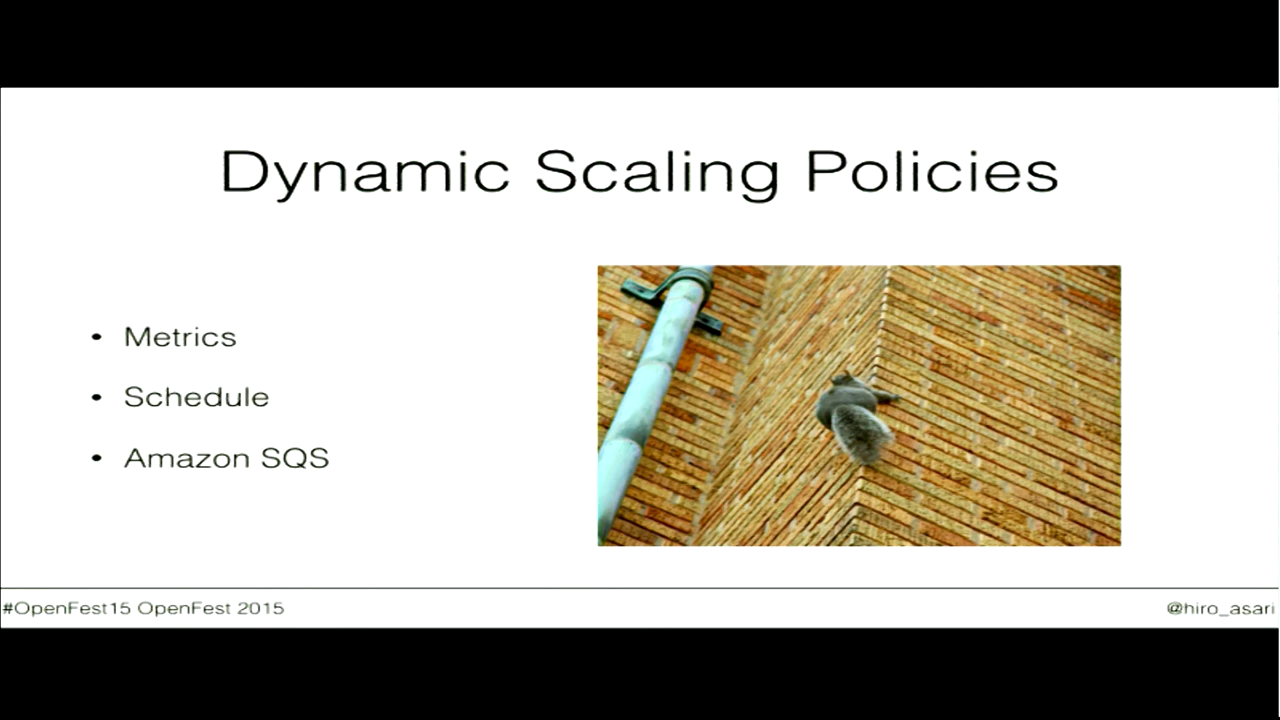 Dynamic Scaling Policies
• Metrics
• Schedule
• Amazon SQS
#OpenFest15 OpenFest 2015
@hiro_asari